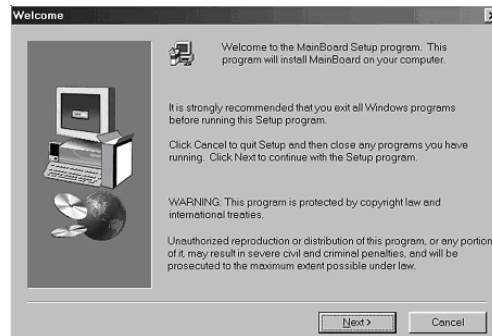 Welcome
Welcome to the MainBoard Setup program. This
program will install MainBoard on your computer.
It is strongly recommended that you exit all Windows programs
before running this Setup program.
Click Cancel to quit Setup and then close any programs you have
running. Click Next to continue with the Setup program.
WARNING: This program is protected by copyright law and
international treaties.
Unauthorized reproduction or distribution of this program, or any portion
of it, may result in severe civil and criminal penalties, and will be
prosecuted to the maximum extent possible under law.
Next >
Cancel